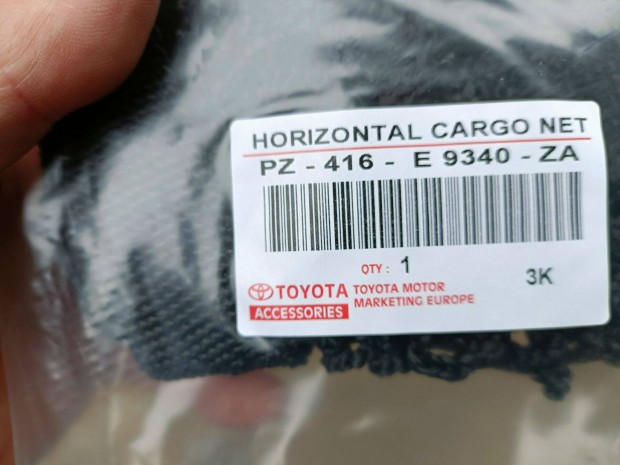 HORIZONTAL CARGO NET
PZ - 416 - E 9340 - ZA
QTY : 1
3K
TOYOTA TOYOTA MOTOR
ACCESSORIES MARKETING EUROPE